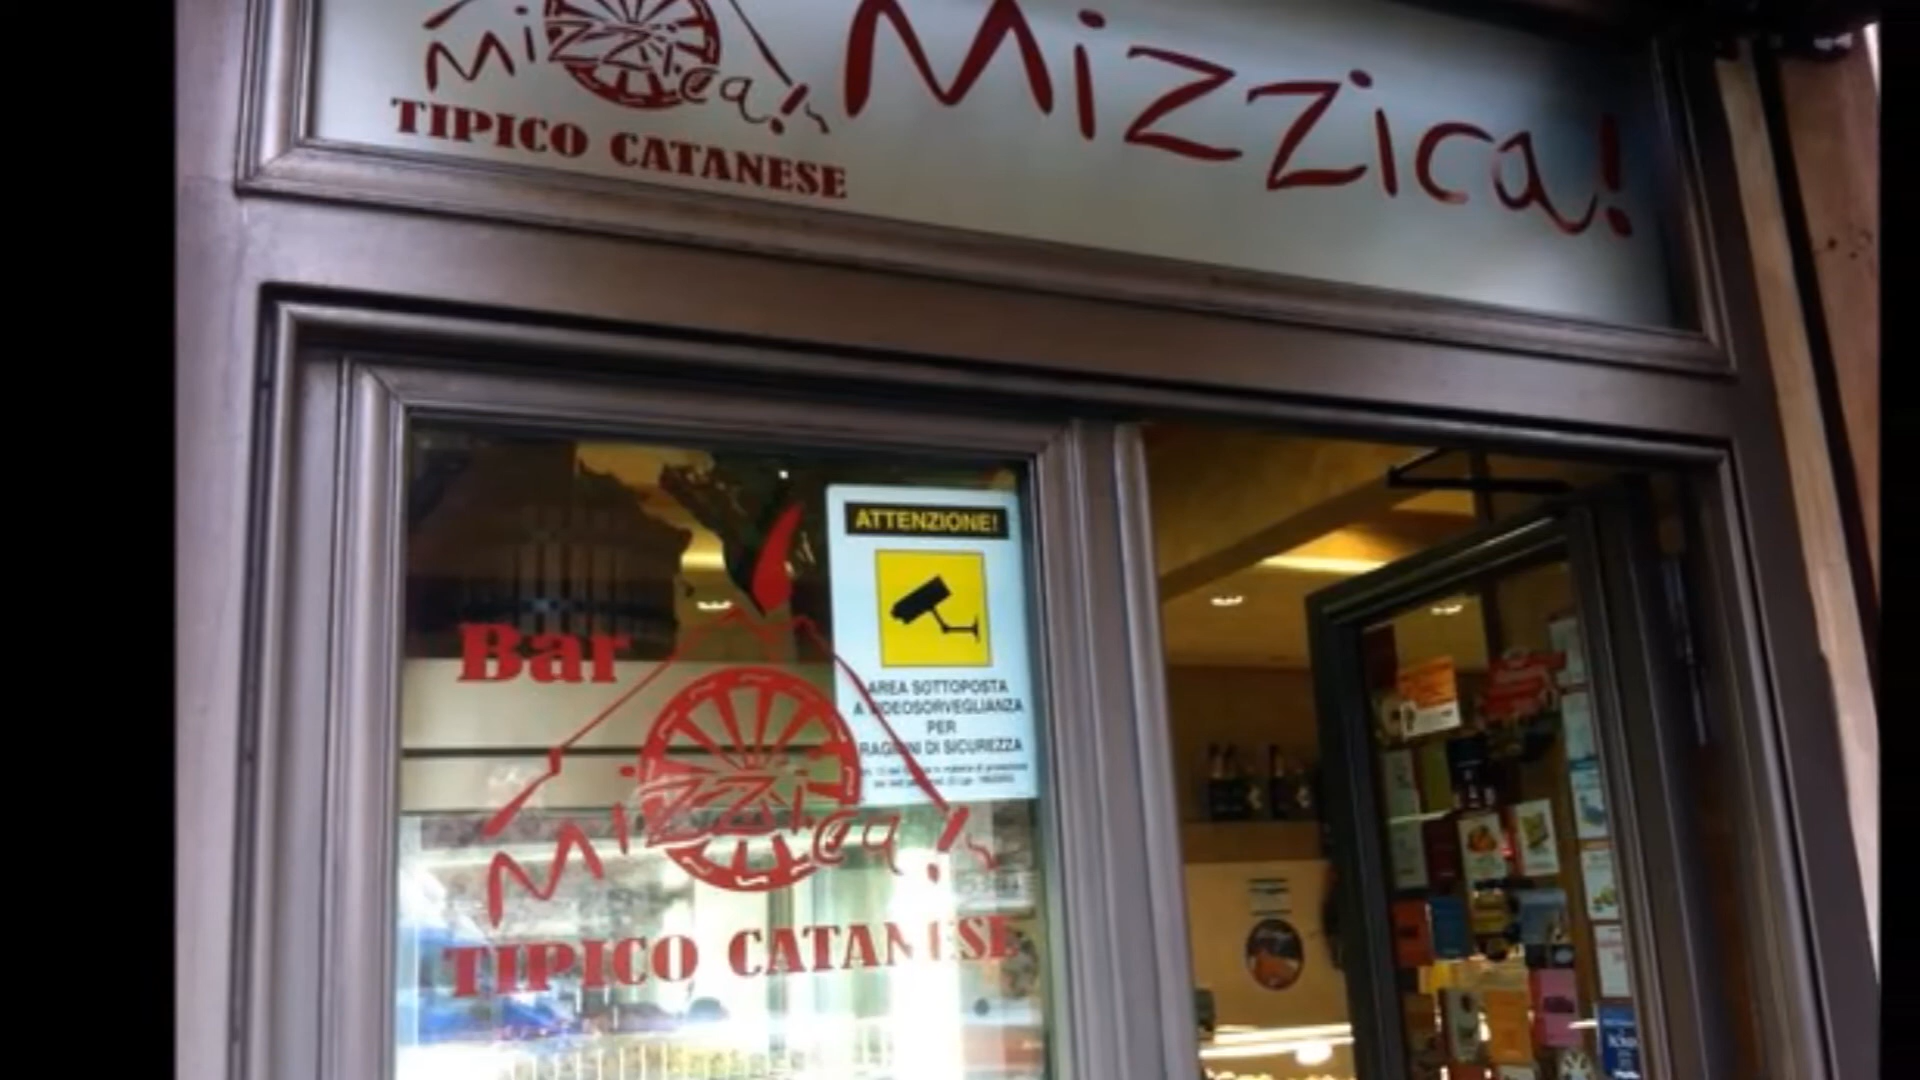 Mizzica!
TIPICO CATANESE
Mizzica!
ATTENZIONE!
AREA SOTTOPOSTA
A VIDEOSORVEGLIANZA
PER
RAGIONI DI SICUREZZA
Bar
Mizzica!
TIPICO CATANESE